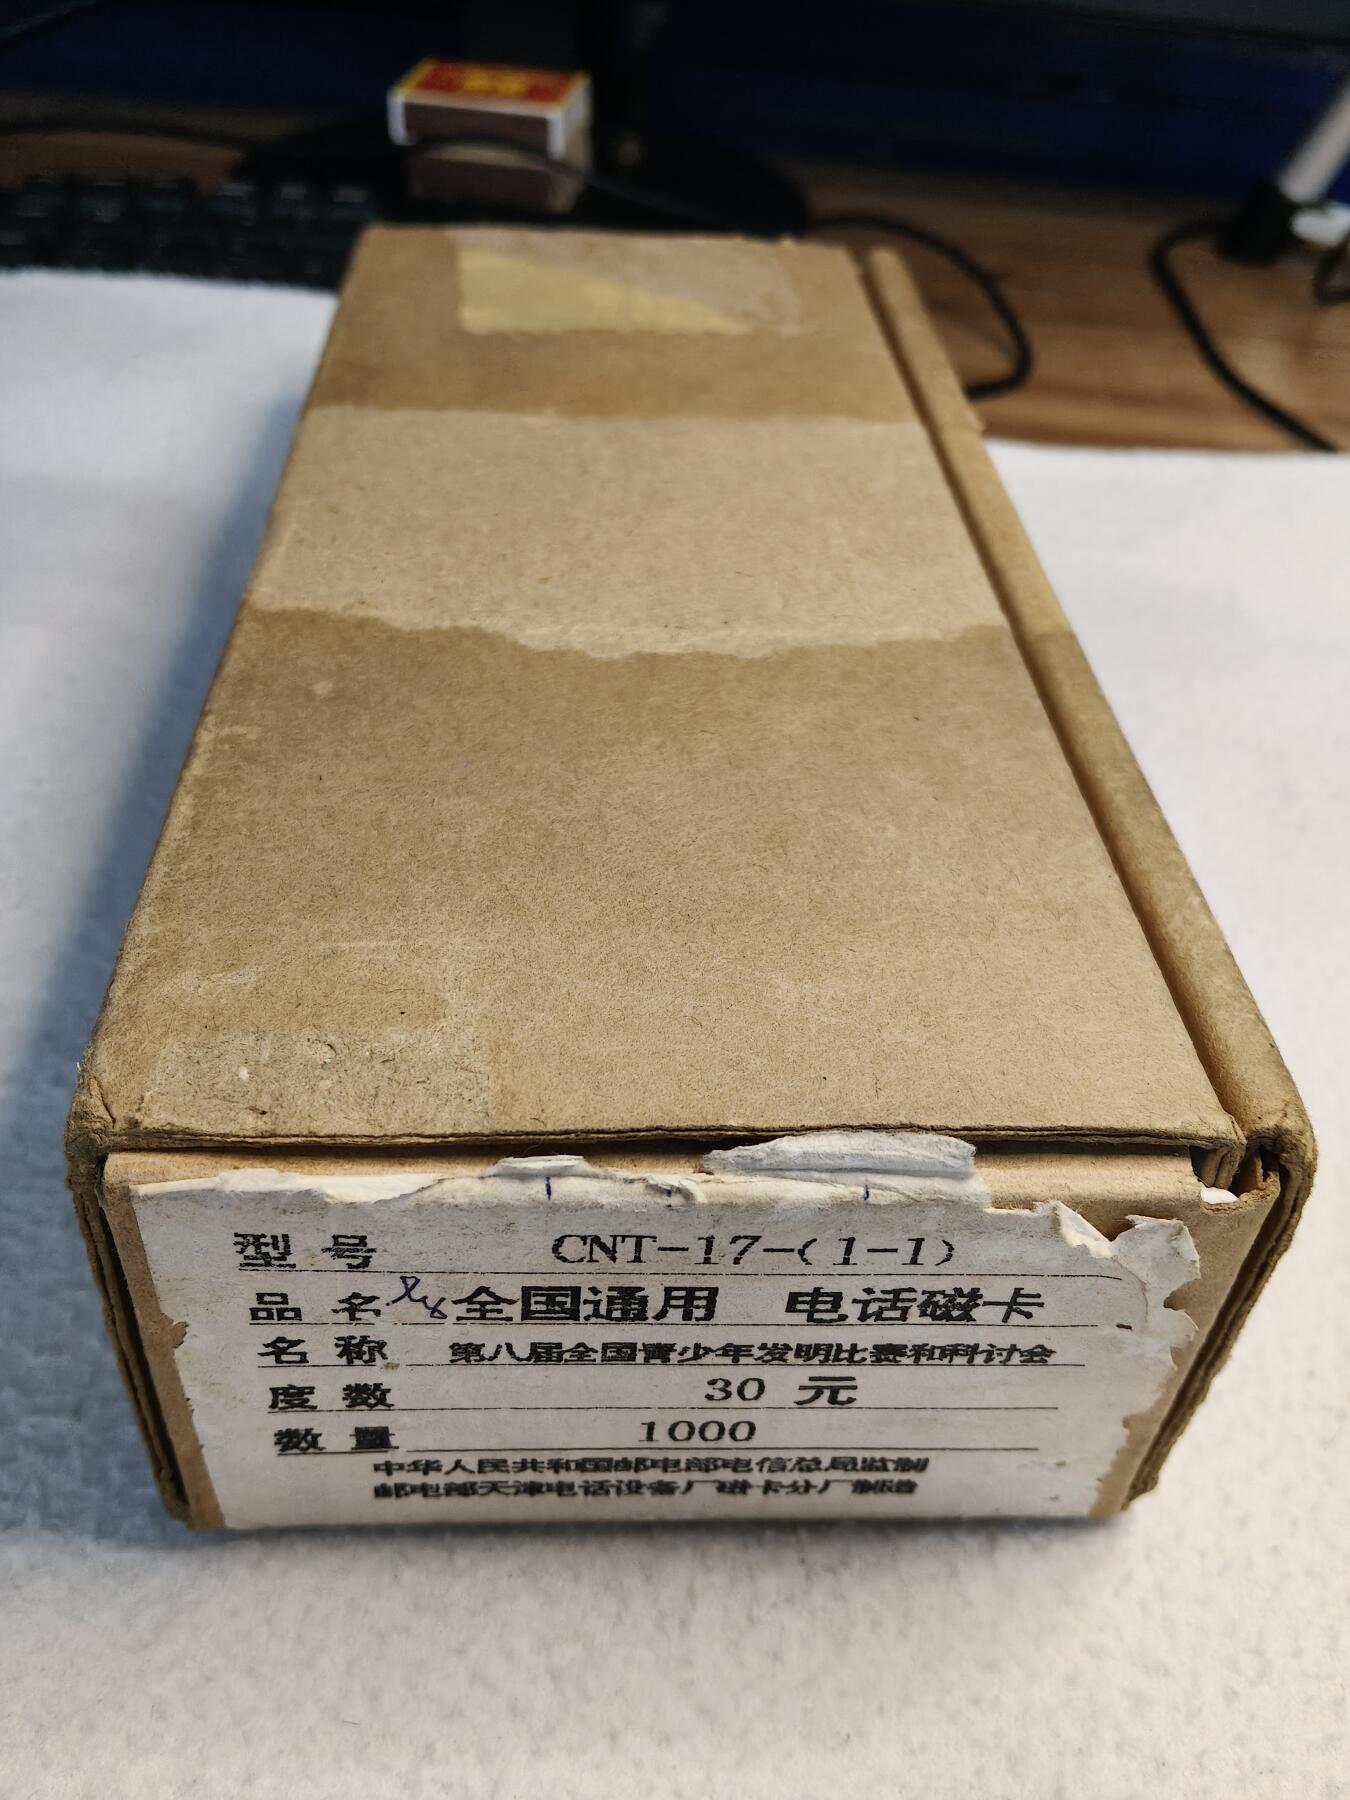 型号 CNT-17-(1-1)
品名 全国通用 电话磁卡
名称 第八届全国青少年发明比赛和科讨会
度数 30 元
数量 1000
中华人民共和国邮电部电信总局监制
邮电部天津电话设备厂磁卡分厂制造